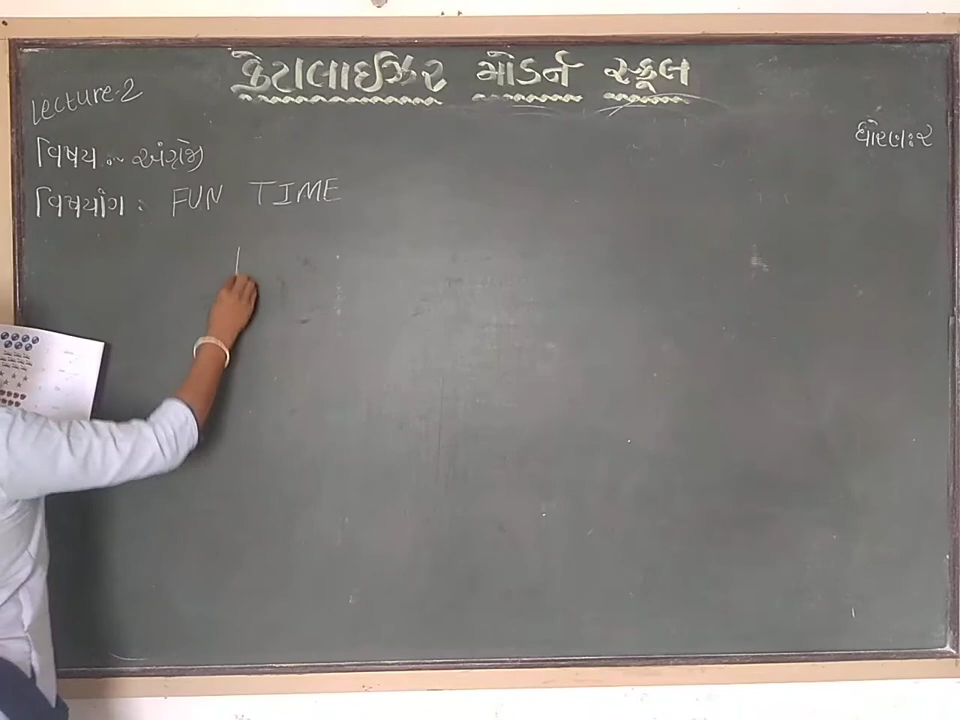 કેટાલાઈઝર મોડર્ન સ્કૂલ
Lecture-2
ધોરણ:૨
વિષય :~ અંગ્રેજી
વિષયાંગ : FUN TIME